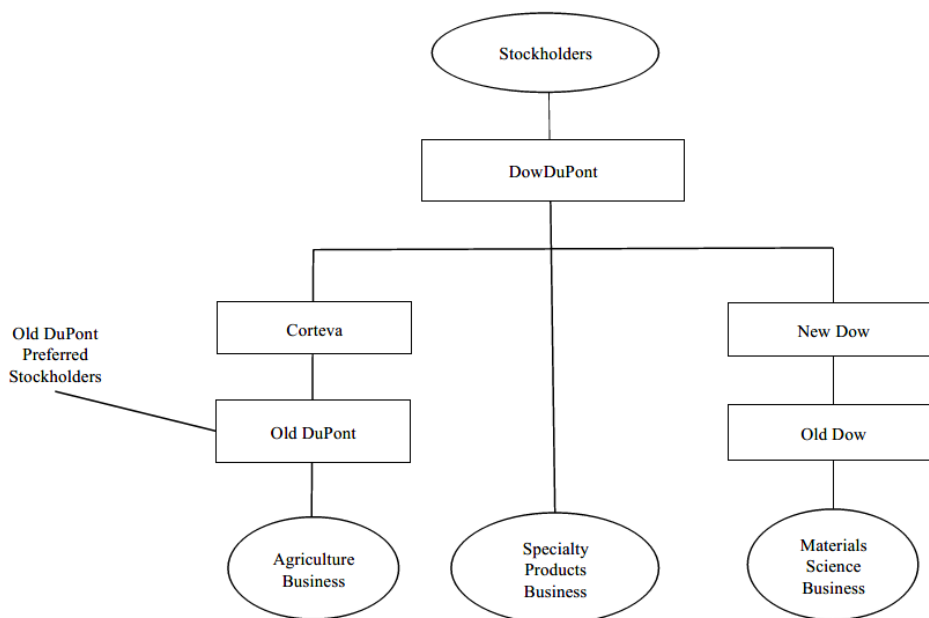 Stockholders
DowDuPont
Corteva
New Dow
Old DuPont
Preferred
Stockholders
Old DuPont
Old Dow
Agriculture
Business
Specialty
Products
Business
Materials
Science
Business